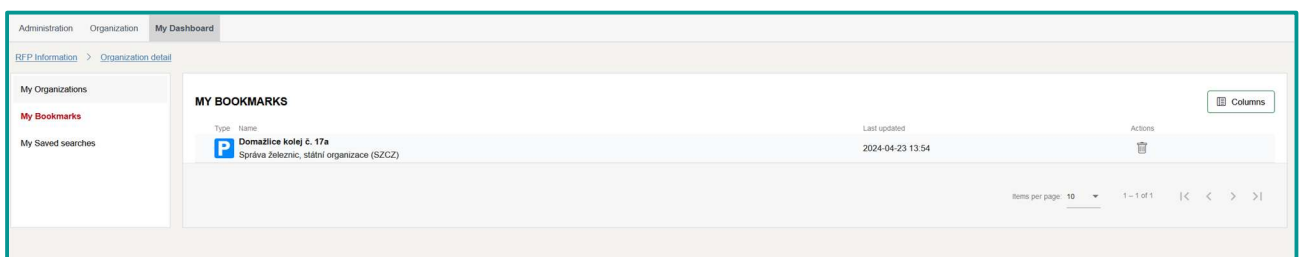 Administration Organization My Dashboard
RFP Information > Organization detail
My Organizations
My Bookmarks
My Saved searches
MY BOOKMARKS
Columns
Type Name Last updated Actions
P Domažlice kolej č. 17a
Správa železnic, státní organizace (SZCZ)
2024-04-23 13:54
Items per page: 10 1 – 1 of 1